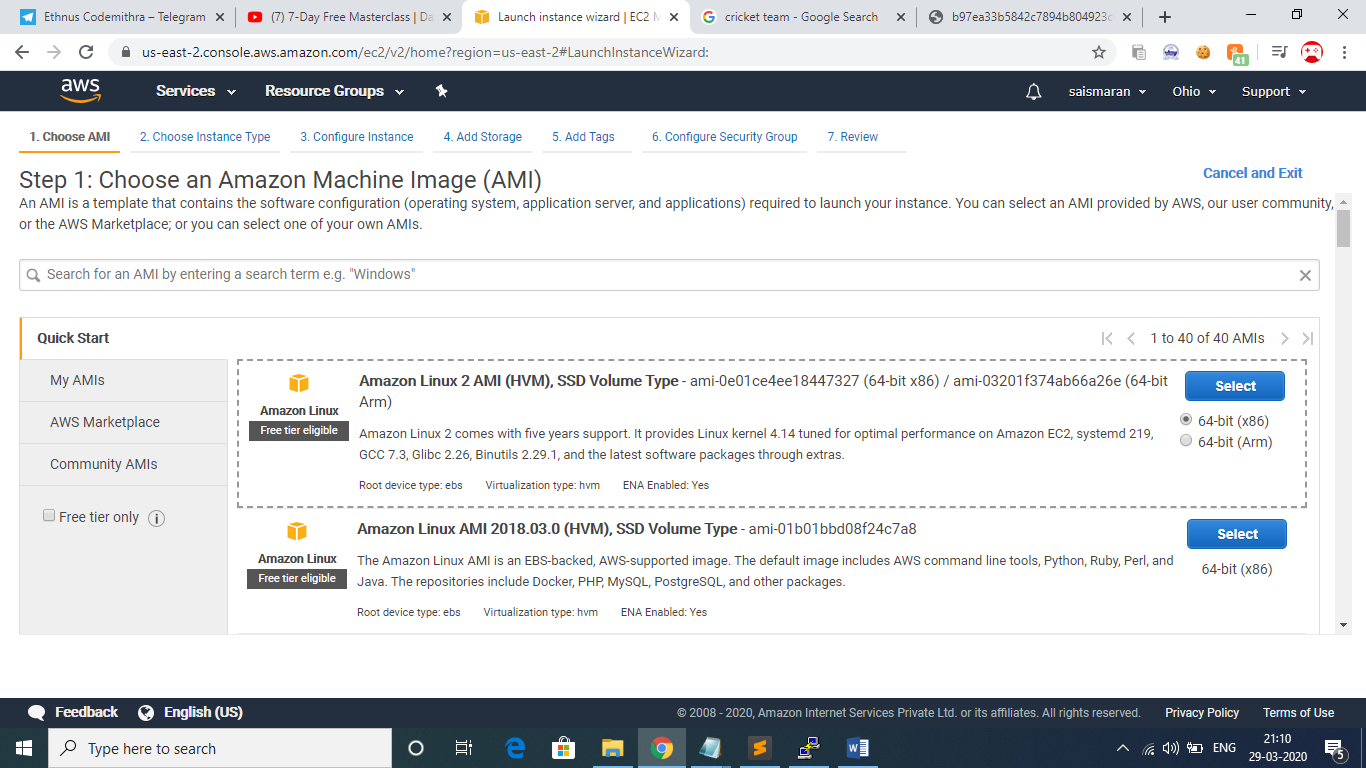 Ethnus Codemithra – Telegram
(7) 7-Day Free Masterclass | Da
Launch instance wizard | EC2 M
cricket team - Google Search
b97ea33b5842c7894b804923c
us-east-2.console.aws.amazon.com/ec2/v2/home?region=us-east-2#LaunchInstanceWizard:
41
aws
Services
Resource Groups
saismaran
Ohio
Support
1. Choose AMI
2. Choose Instance Type
3. Configure Instance
4. Add Storage
5. Add Tags
6. Configure Security Group
7. Review
Step 1: Choose an Amazon Machine Image (AMI)
Cancel and Exit
An AMI is a template that contains the software configuration (operating system, application server, and applications) required to launch your instance. You can select an AMI provided by AWS, our user community,
or the AWS Marketplace; or you can select one of your own AMIs.
Search for an AMI by entering a search term e.g. "Windows"
Quick Start
1 to 40 of 40 AMIs
My AMIs
AWS Marketplace
Community AMIs
Free tier only
Amazon Linux
Free tier eligible
Amazon Linux 2 AMI (HVM), SSD Volume Type - ami-0e01ce4ee18447327 (64-bit x86) / ami-03201f374ab66a26e (64-bit
Arm)
Amazon Linux 2 comes with five years support. It provides Linux kernel 4.14 tuned for optimal performance on Amazon EC2, systemd 219,
GCC 7.3, Glibc 2.26, Binutils 2.29.1, and the latest software packages through extras.
Root device type: ebs Virtualization type: hvm ENA Enabled: Yes
Select
64-bit (x86)
64-bit (Arm)
Amazon Linux
Free tier eligible
Amazon Linux AMI 2018.03.0 (HVM), SSD Volume Type - ami-01b01bbd08f24c7a8
The Amazon Linux AMI is an EBS-backed, AWS-supported image. The default image includes AWS command line tools, Python, Ruby, Perl, and
Java. The repositories include Docker, PHP, MySQL, PostgreSQL, and other packages.
Root device type: ebs Virtualization type: hvm ENA Enabled: Yes
Select
64-bit (x86)
Feedback
English (US)
© 2008 - 2020, Amazon Internet Services Private Ltd. or its affiliates. All rights reserved.
Privacy Policy
Terms of Use
Type here to search
ENG
21:10
29-03-2020
5